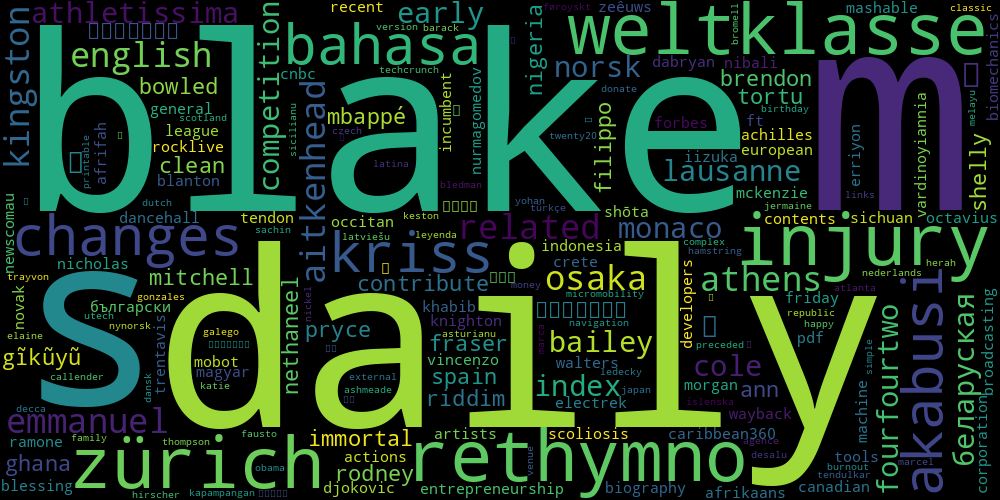 blake
daily
m
s
weltklasse
bahasa
athletissima
recent
early
english
bowled
kingston
competition
cnbc
version
barack
techcrunch
nigeria
norsk
zeêuws
dabryan
nibali
bromell
faroyskt
mashable
classic
brendon
tortu
biomechanics
general
scotland
league
rocklive
clean
blanton
afrifah
printable
sicilianu
aitkenhead
mbappé
czech
latina
incumbent
nurmagomedov
filippo
twenty20
donate
forbes
ft
birthday
achilles
european
iizuka
lausanne
mckenzie
jermaine
erriyon
links
vardinoyiannia
melayu
shelly
newscomau
dutch
dancehall
tendon
sachin
occitan
keston
bledman
yohan
türkçe
shōta
related
monaco
contents
sichuan
octavius
changes
nicholas
mitchell
latviešu
leyenda
kriss
contribute
indonesia
crete
osaka
complex
hamstring
injury
athens
nederlands
herah
trayvon
gonzales
български
novak
utech
nynorsk
nethaneel
nickel
khabib
money
micromobility
developers
friday
republic
atlanta
akabusi
беларуская
broadcasting
elaine
gĩkũyũ
callender
galego
mobot
magyar
katie
trentavis
dansk
pryce
knighton
asturianu
fraser
vincenzo
navigation
marca
bailey
preceded
happy
pdf
simple
fourfourtwo
external
ashmeade
spain
riddim
walters
index
ledecky
electrek
japan
cole
morgan
ann
islenska
wayback
machine
corporation
decca
emmanuel
ramone
family
thompson
fausto
immortal
artists
scoliosis
caribbean360
agence
tools
ghana
zürich
obama
actions
rodney
rethymno
venue
desalu
burnout
tendulkar
marcel
blessing
hirscher
kapampangan
djokovic
entrepreneurship
biography
afrikaans
canadian